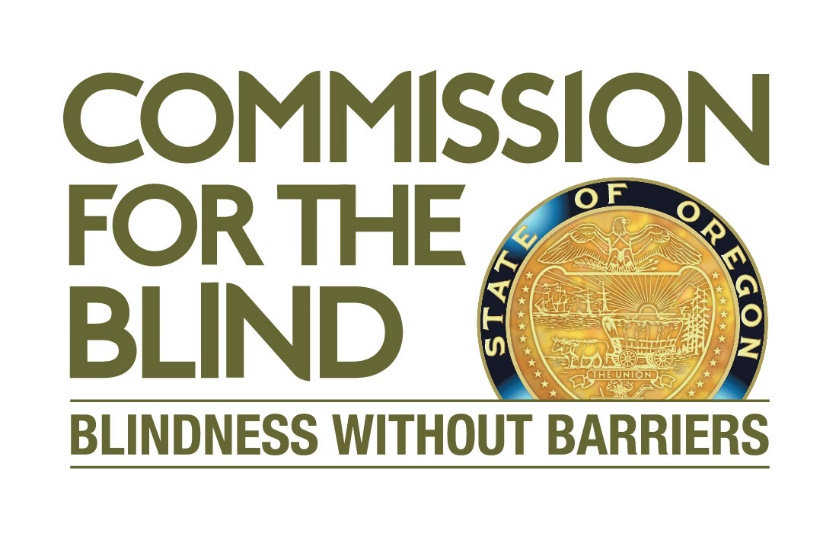 COMMISSION
FOR THE
BLIND
STATE OF OREGON
THE UNION
BLINDNESS WITHOUT BARRIERS